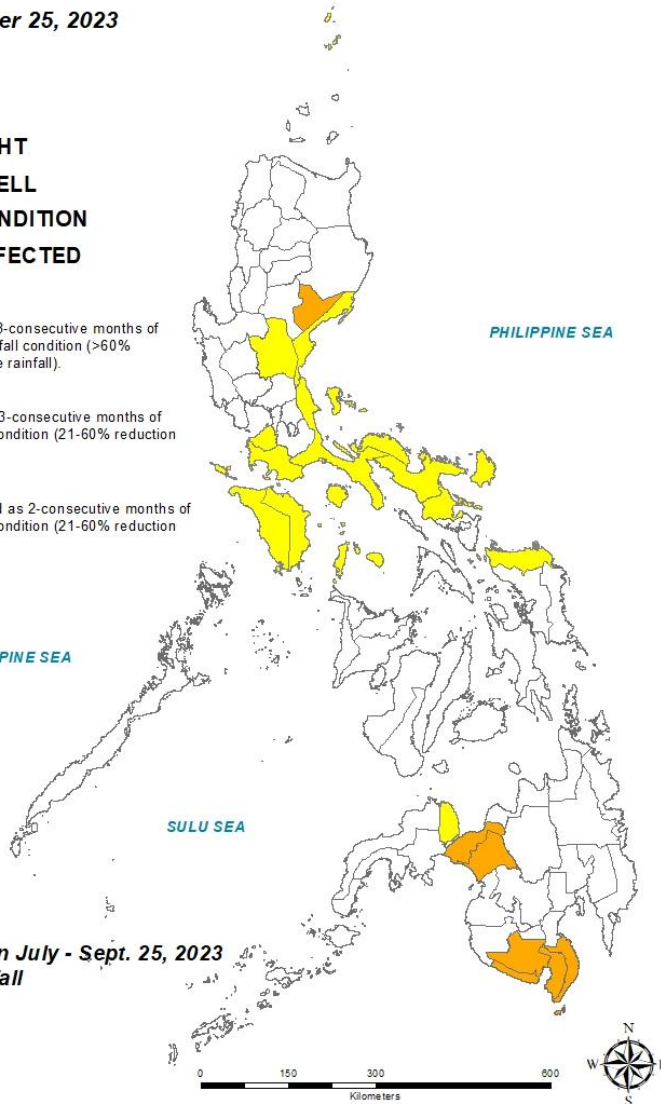 er 25, 2023
HT
ELL
NDITION
FECTED
3-consecutive months of
fall condition (>60%
e rainfall).
3-consecutive months of
ondition (21-60% reduction
l as 2-consecutive months of
ondition (21-60% reduction
PHILIPPINE SEA
PINE SEA
SULU SEA
n July - Sept. 25, 2023
fall
0 150 300 600
Kilometers
N
W
S